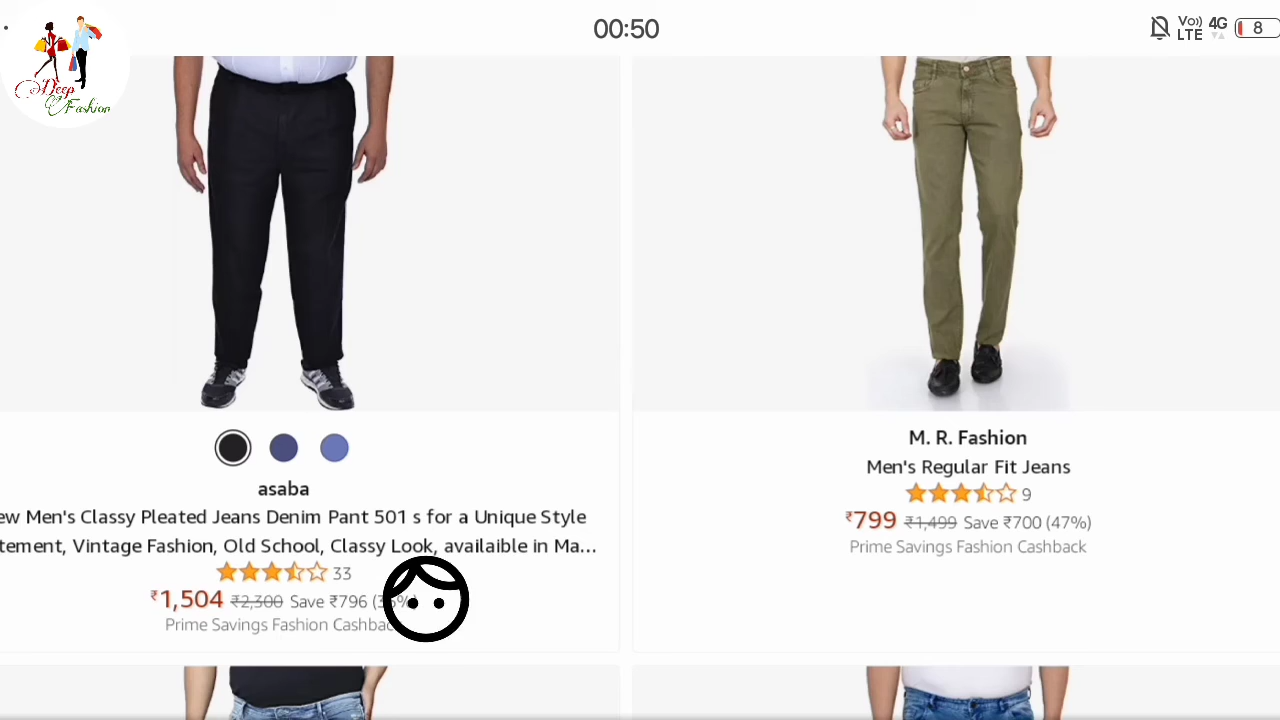 00:50
Vo))
LTE
4G
8
Deep
Fashion
asaba
ew Men's Classy Pleated Jeans Denim Pant 501 s for a Unique Style
tement, Vintage Fashion, Old School, Classy Look, availaible in Ma...
33
₹1,504 ₹2,300 Save ₹796
Prime Savings Fashion Cashbac
M. R. Fashion
Men's Regular Fit Jeans
9
₹799 ₹1,499 Save ₹700 (47%)
Prime Savings Fashion Cashback